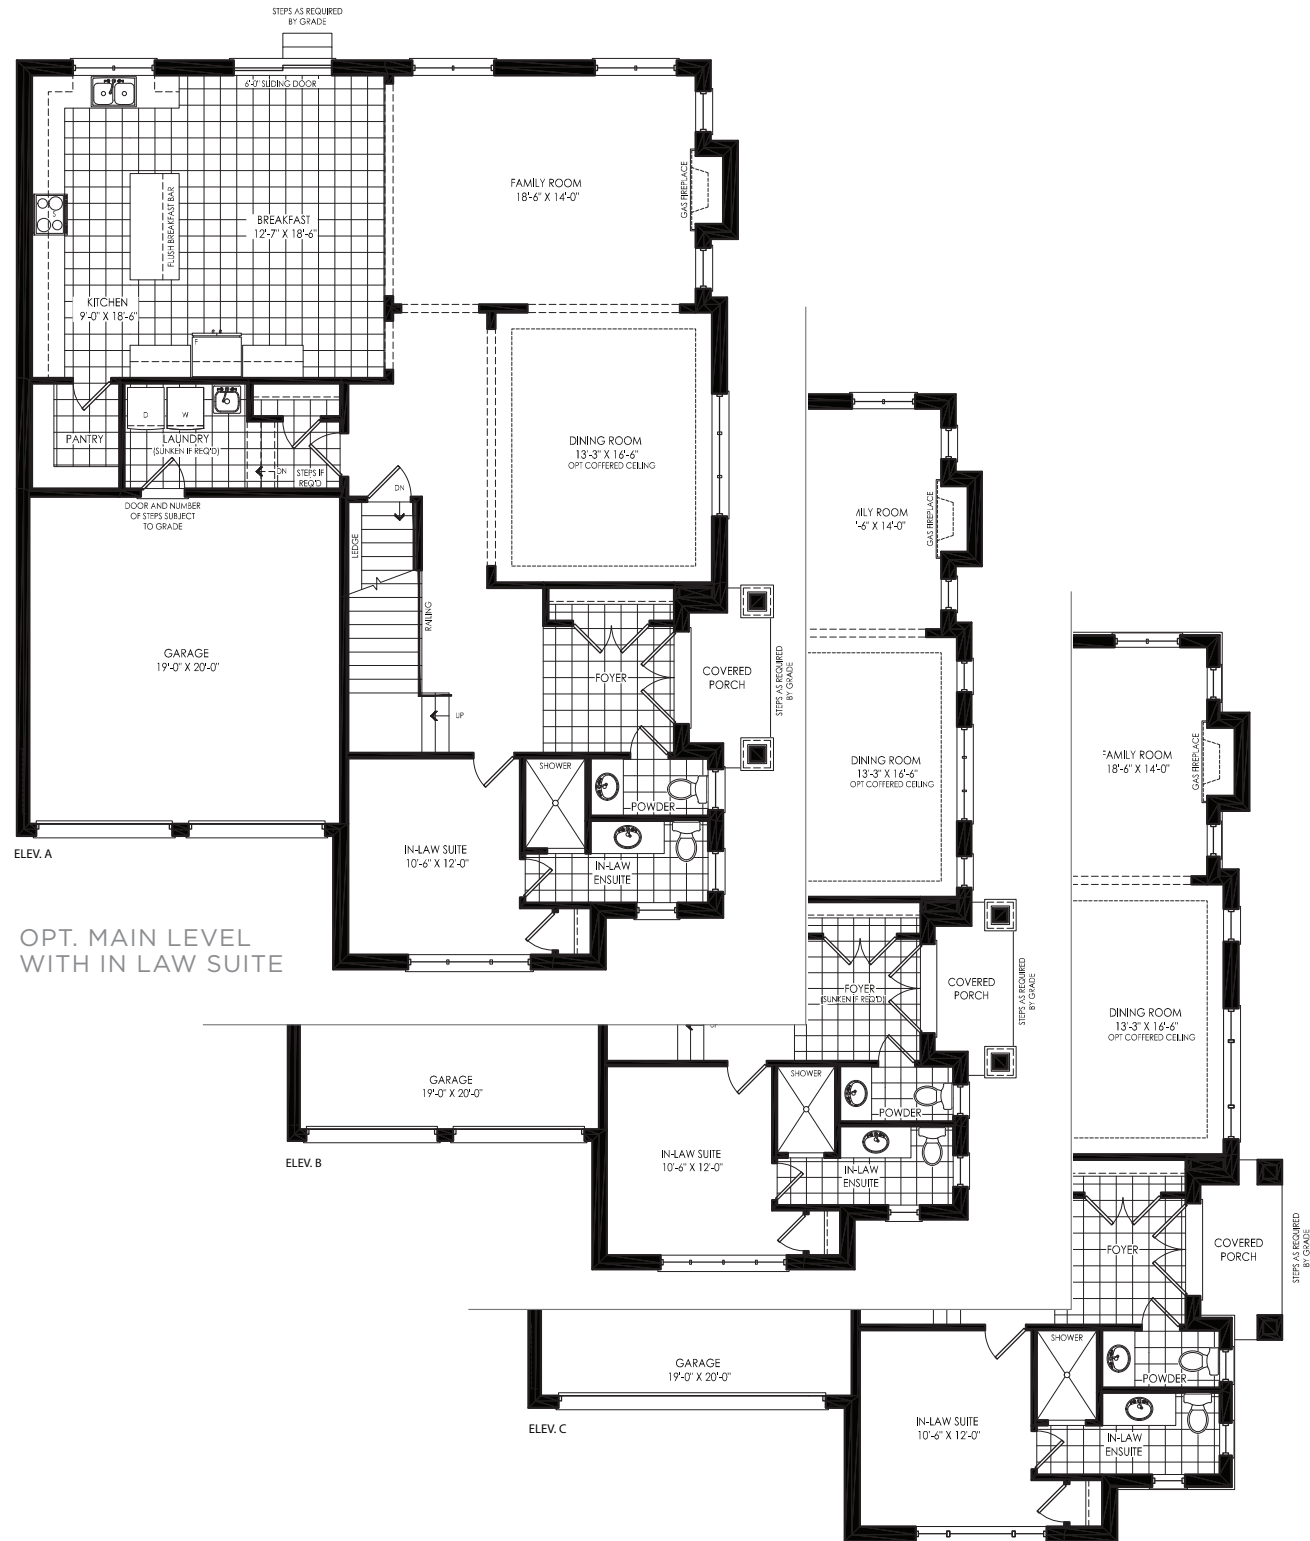 STEPS AS REQUIRED
BY GRADE
6'-0" SLIDING DOOR
FAMILY ROOM
18'-6" X 14'-0"
GAS FIREPLACE
FLUSH BREAKFAST BAR
BREAKFAST
12'-7" X 18'-6"
S
KITCHEN
9'-0" X 18'-6"
F
D
W
PANTRY
LAUNDRY
(SUNKEN IF REQ'D)
DN
STEPS IF
REQ'D
DOOR AND NUMBER
OF STEPS SUBJECT
TO GRADE
DINING ROOM
13'-3" X 16'-6"
OPT COFFERED CEILING
DN
LEDGE
RAILING
UP
GARAGE
19'-0" X 20'-0"
FOYER
COVERED
PORCH
STEPS AS REQUIRED
BY GRADE
SHOWER
POWDER
IN-LAW SUITE
10'-6" X 12'-0"
IN-LAW
ENSUITE
ELEV. A
OPT. MAIN LEVEL
WITH IN LAW SUITE
MILY ROOM
'-6" X 14'-0"
GAS FIREPLACE
DINING ROOM
13'-3" X 16'-6"
OPT COFFERED CEILING
FOYER
(SUNKEN IF REQ'D)
COVERED
PORCH
STEPS AS REQUIRED
BY GRADE
UP
GARAGE
19'-0" X 20'-0"
SHOWER
POWDER
IN-LAW SUITE
10'-6" X 12'-0"
IN-LAW
ENSUITE
ELEV. B
FAMILY ROOM
18'-6" X 14'-0"
GAS FIREPLACE
DINING ROOM
13'-3" X 16'-6"
OPT COFFERED CEILING
FOYER
COVERED
PORCH
STEPS AS REQUIRED
BY GRADE
GARAGE
19'-0" X 20'-0"
SHOWER
POWDER
IN-LAW SUITE
10'-6" X 12'-0"
IN-LAW
ENSUITE
ELEV. C